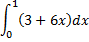 ∫₀¹(3 + 6x)dx